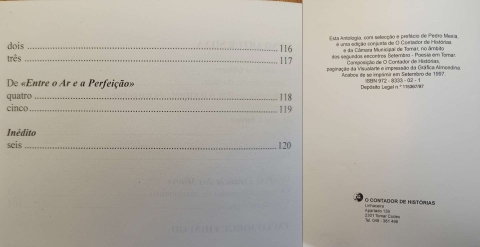 dois ........ 116
três ........ 117
De «Entre o Ar e a Perfeição»
quatro ........ 118
cinco ........ 119
Inédito
seis ........ 120
Esta Antologia, com selecção e prefácio de Pedro Mexia,
é uma edição conjunta de O Contador de Histórias
e da Câmara Municipal de Tomar, no âmbito
dos segundos encontros Setembro - Poesia em Tomar.
Composição de O Contador de Histórias,
paginação da Visualarte e impressão da Gráfica Almondina.
Acabou de se imprimir em Setembro de 1997.
ISBN 972 - 8333 - 02 - 1
Depósito Legal n.º
O CONTADOR DE HISTÓRIAS
Apartado
Tomar Codex